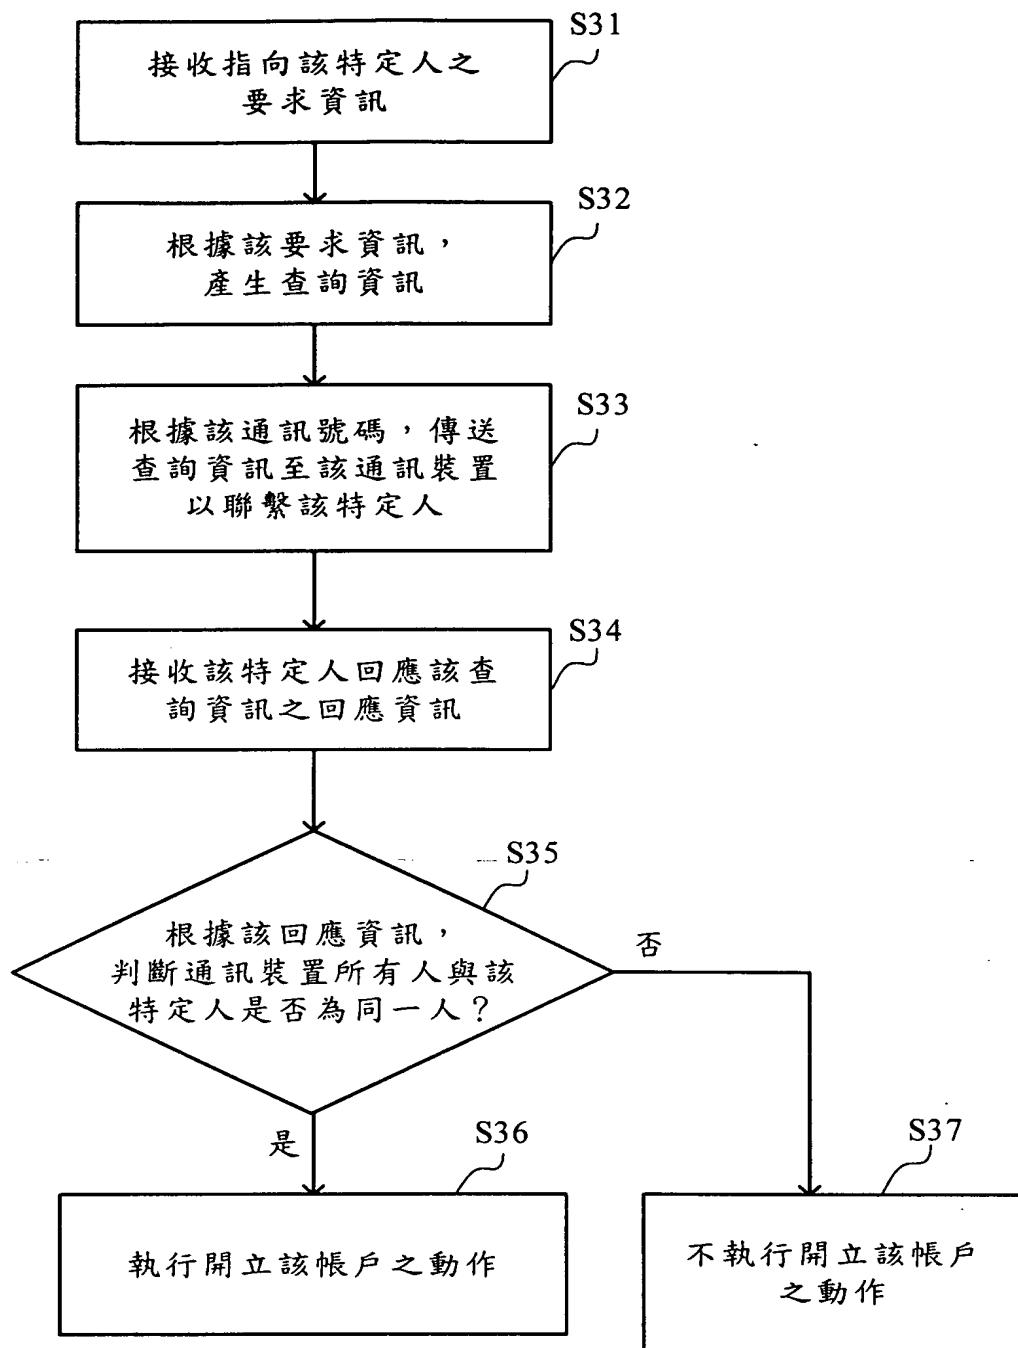 S31
接收指向該特定人之
要求資訊
S32
根據該要求資訊，
產生查詢資訊
S33
根據該通訊號碼，傳送
查詢資訊至該通訊裝置
以聯繫該特定人
S34
接收該特定人回應該查
詢資訊之回應資訊
S35
根據該回應資訊，
判斷通訊裝置所有人與該
特定人是否為同一人？
否
是
S36
執行開立該帳戶之動作
S37
不執行開立該帳戶
之動作